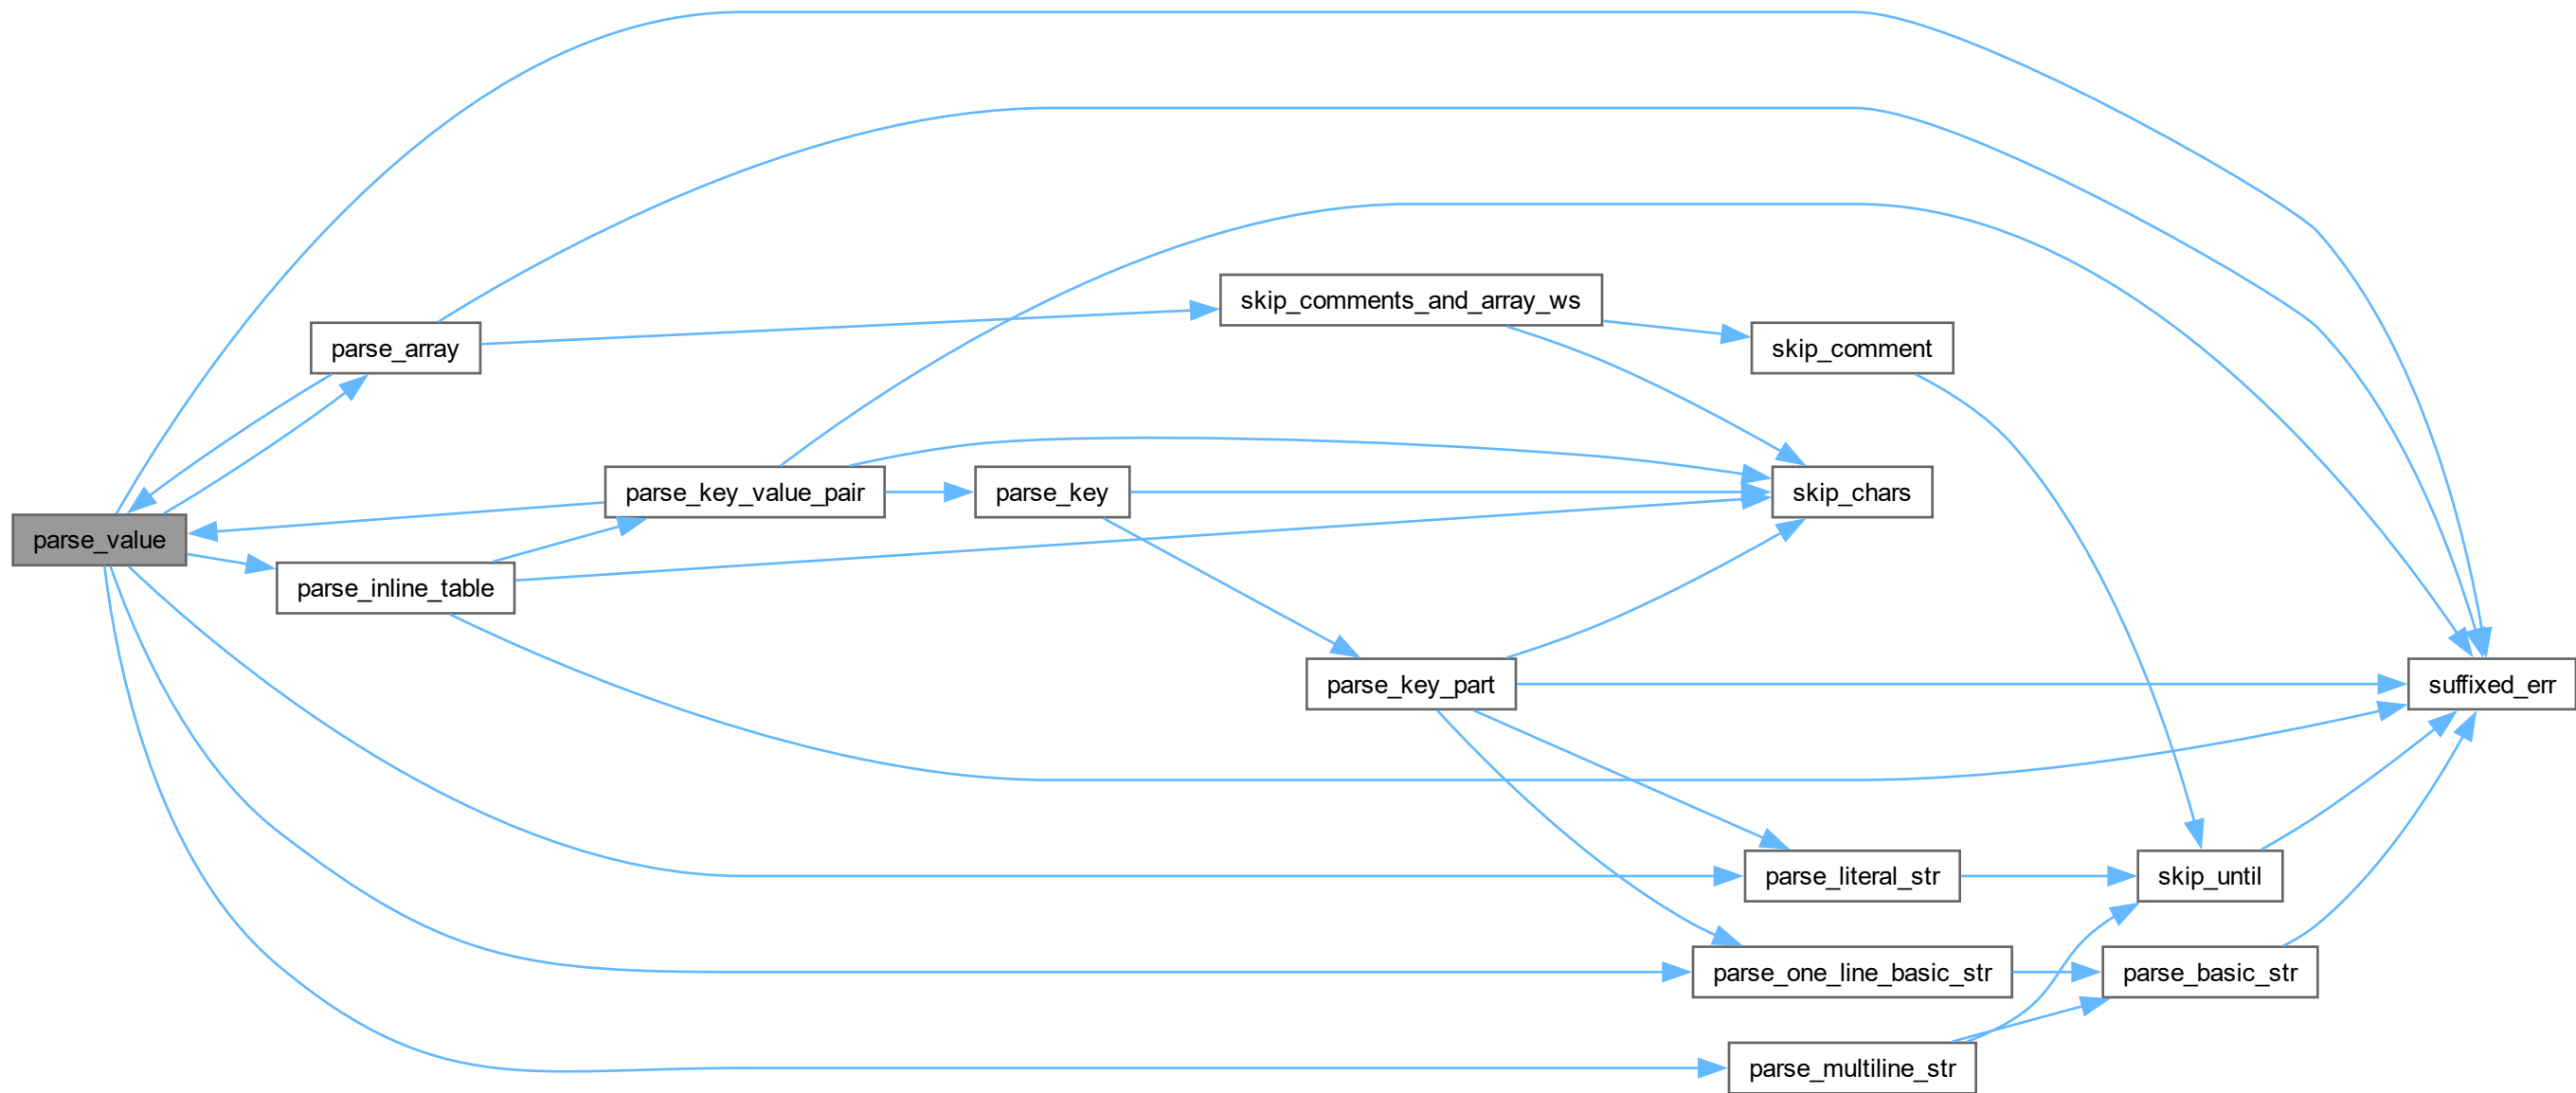 skip_comments_and_array_ws
parse_array
skip_comment
parse_key_value_pair
parse_key
skip_chars
parse_value
parse_inline_table
parse_key_part
suffixed_err
parse_literal_str
skip_until
parse_one_line_basic_str
parse_basic_str
parse_multiline_str